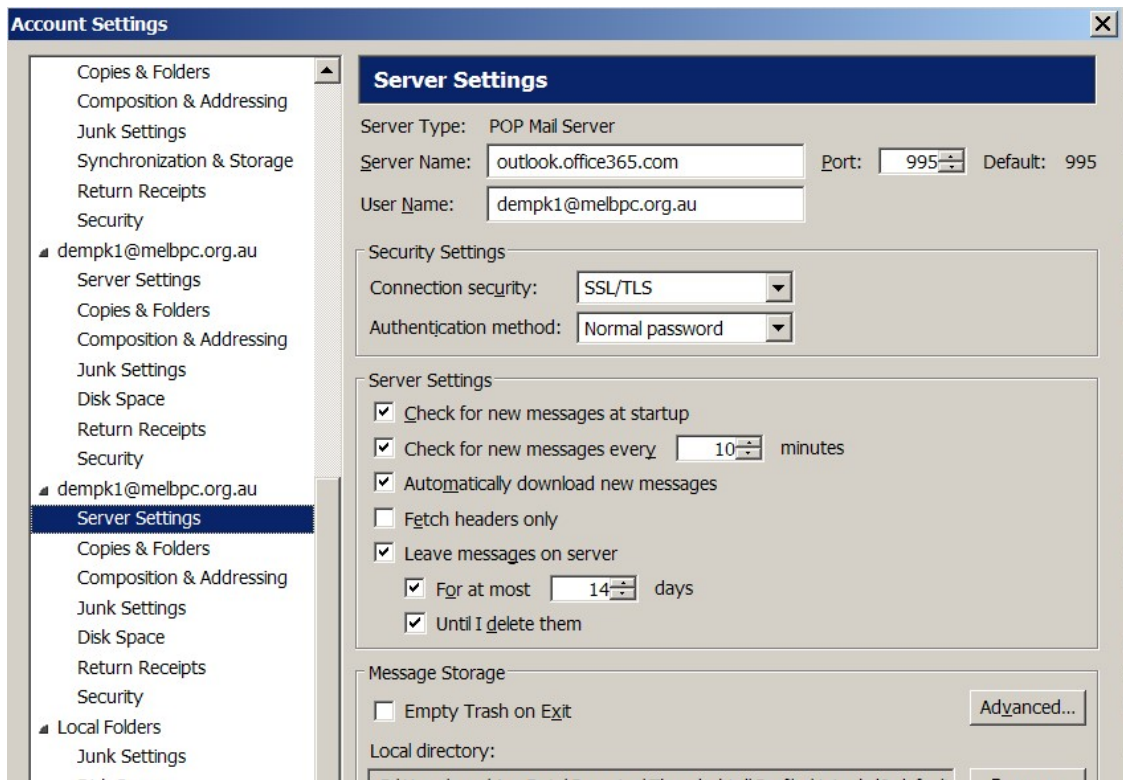 Account Settings
Copies & Folders
Composition & Addressing
Junk Settings
Synchronization & Storage
Return Receipts
Security
dempk1@melbpc.org.au
Server Settings
Copies & Folders
Composition & Addressing
Junk Settings
Disk Space
Return Receipts
Security
dempk1@melbpc.org.au
Server Settings
Copies & Folders
Composition & Addressing
Junk Settings
Disk Space
Return Receipts
Security
Local Folders
Junk Settings
Server Settings
Server Type: POP Mail Server
Server Name: outlook.office365.com Port: 995 Default: 995
User Name: dempk1@melbpc.org.au
Security Settings
Connection security: SSL/TLS
Authentication method: Normal password
Server Settings
Check for new messages at startup
Check for new messages every 10 minutes
Automatically download new messages
Fetch headers only
Leave messages on server
For at most 14 days
Until I delete them
Message Storage
Empty Trash on Exit Advanced...
Local directory: